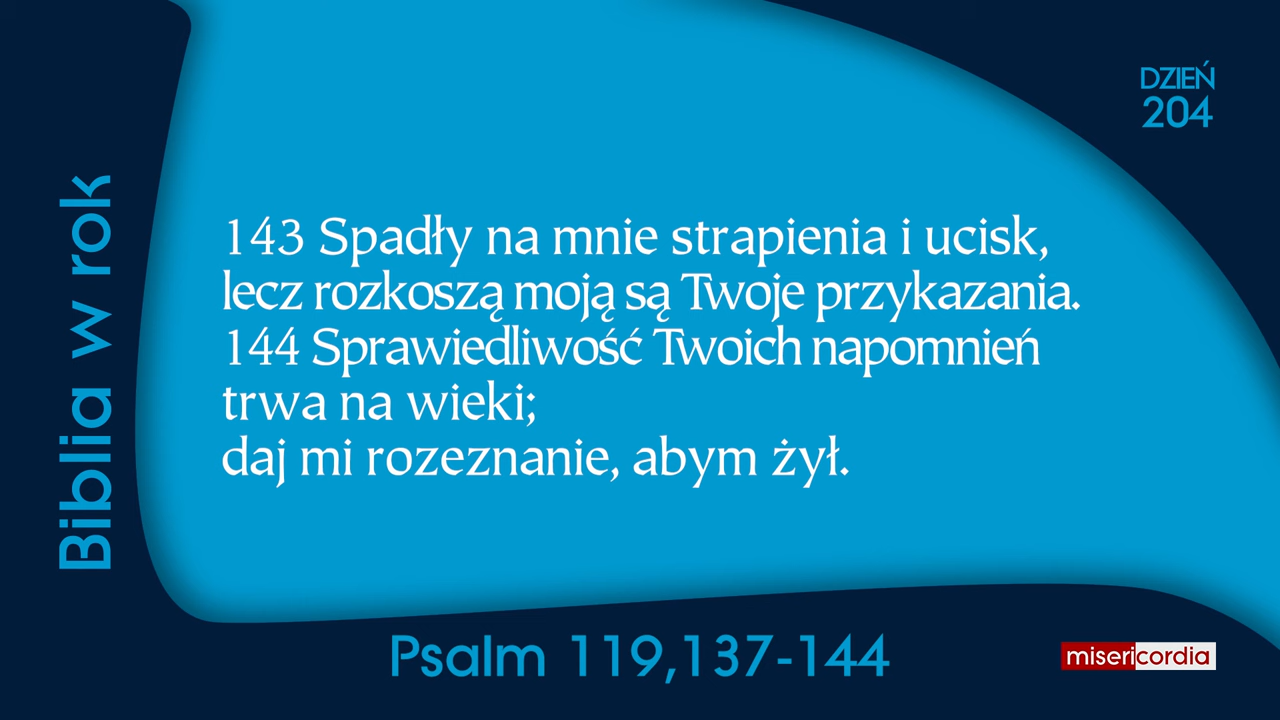 DZIEŃ
204
Biblia w rok
143 Spadły na mnie strapienia i ucisk,
lecz rozkoszą moją są Twoje przykazania.
144 Sprawiedliwość Twoich napomnień
trwa na wieki;
daj mi rozeznanie, abym żył.
Psalm 119,137-144
misericordia